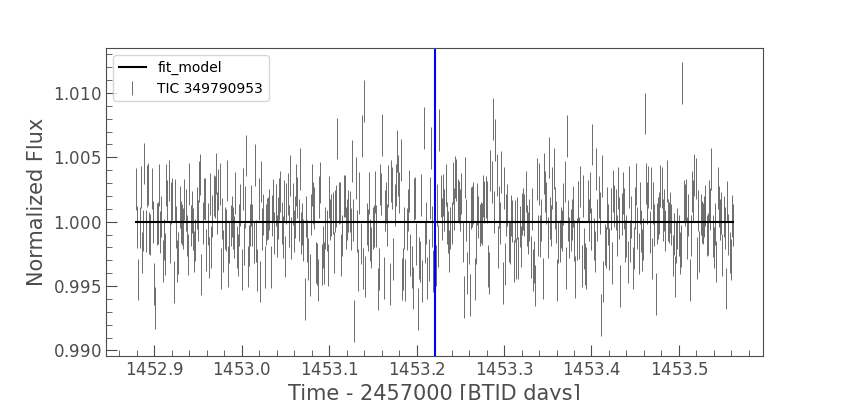 fit_model
TIC 349790953
1.010
1.005
1.000
0.995
0.990
Normalized Flux
1452.9 1453.0 1453.1 1453.2 1453.3 1453.4 1453.5
Time - 2457000 [BTJD days]